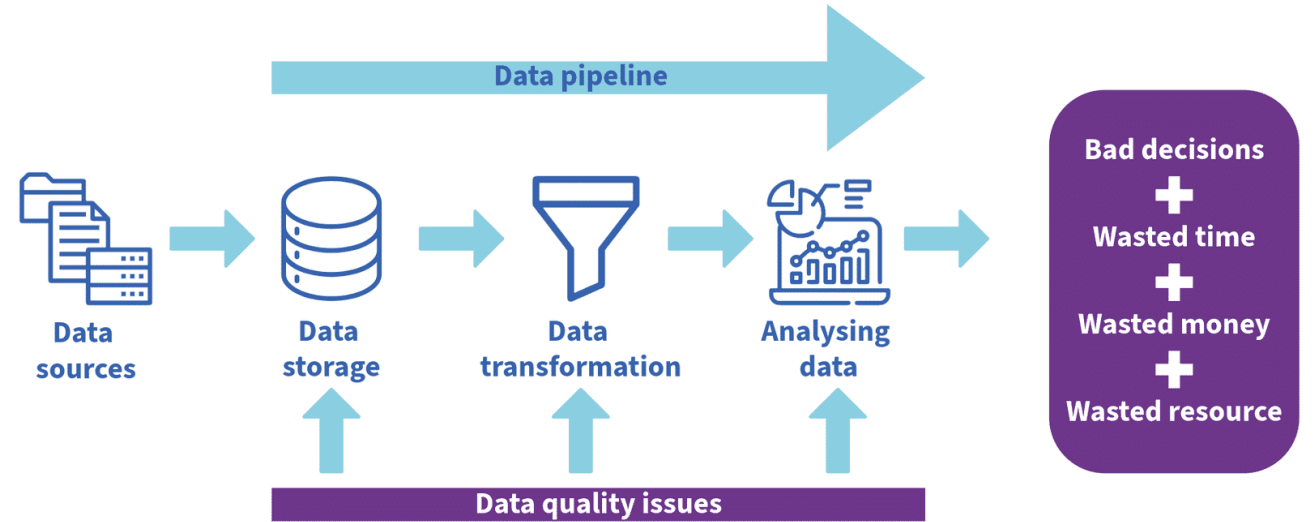 Data pipeline
Data
sources
Data
storage
Data
transformation
Analysing
data
Data quality issues
Bad decisions
Wasted time
Wasted money
Wasted resource